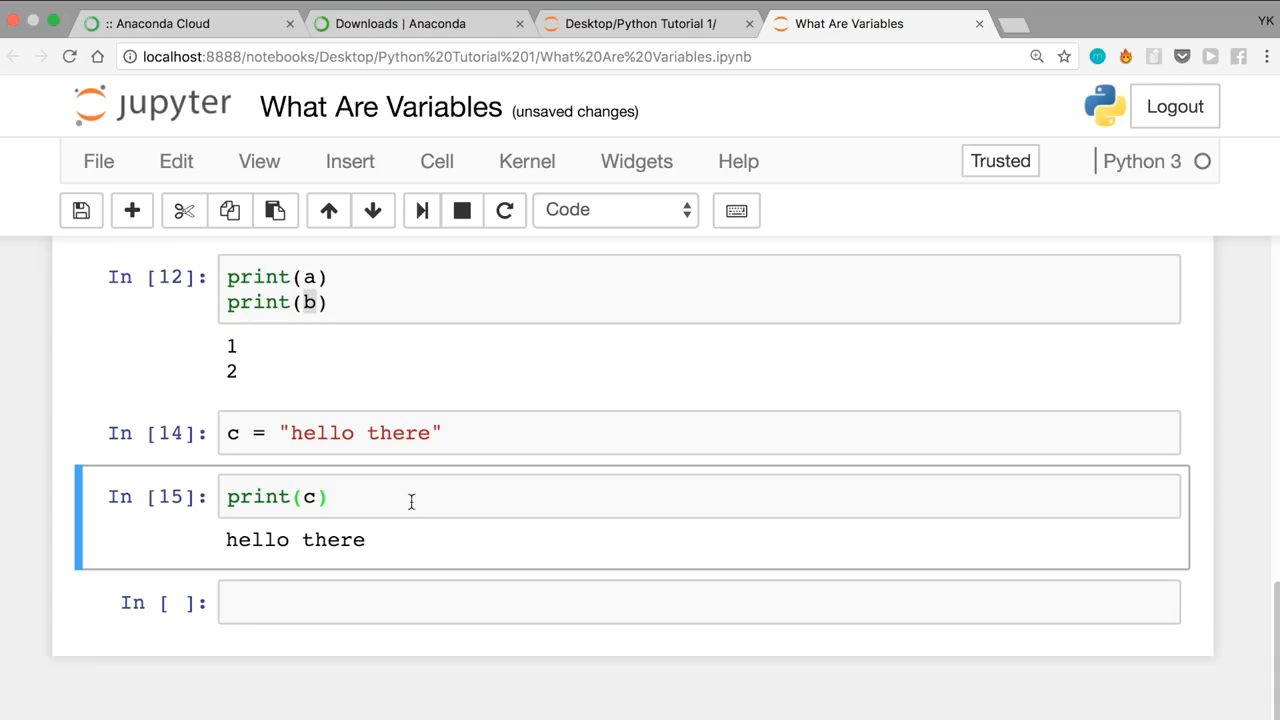 :: Anaconda Cloud
Downloads | Anaconda
Desktop/Python Tutorial 1/
What Are Variables
YK
localhost:8888/notebooks/Desktop/Python%20Tutorial%201/What%20Are%20Variables.ipynb
jupyter What Are Variables (unsaved changes)
Logout
File Edit View Insert Cell Kernel Widgets Help Trusted Python 3
Code
In [12]: print(a)
print(b)
1
2
In [14]: c = "hello there"
In [15]: print(c)
hello there
In [ ]: